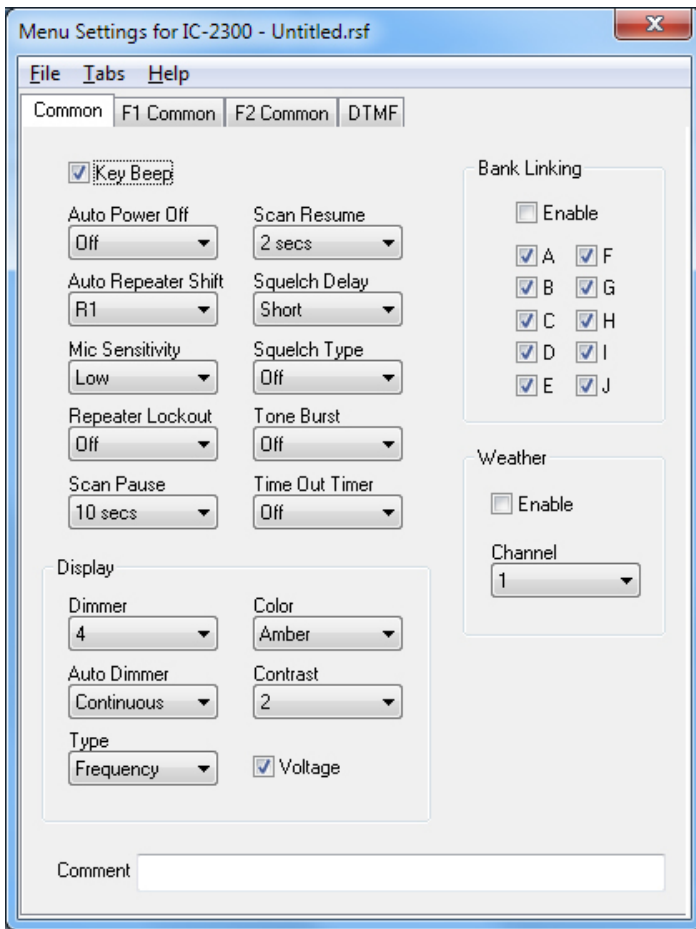 Menu Settings for IC-2300 - Untitled.rsf
File Tabs Help
Common F1 Common F2 Common DTMF
Key Beep
Auto Power Off
Off
Auto Repeater Shift
R1
Mic Sensitivity
Low
Repeater Lockout
Off
Scan Pause
10 secs
Scan Resume
2 secs
Squelch Delay
Short
Squelch Type
Off
Tone Burst
Off
Time Out Timer
Off
Bank Linking
Enable
A F
B G
C H
D I
E J
Weather
Enable
Channel
1
Display
Dimmer
4
Auto Dimmer
Continuous
Type
Frequency
Color
Amber
Contrast
2
Voltage
Comment